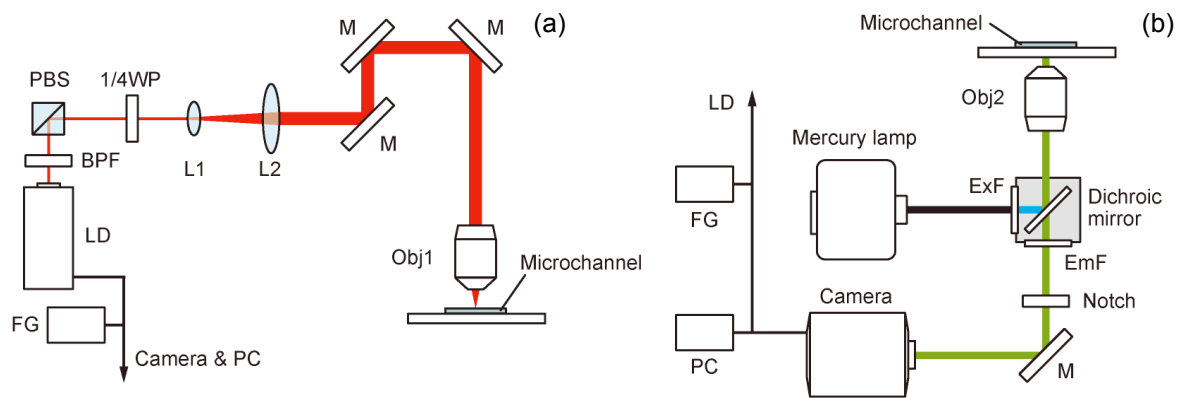 (a)
M
M
PBS
1/4WP
BPF
L1
L2
M
LD
Obj1
Microchannel
FG
Camera & PC
(b)
Microchannel
LD
Obj2
Mercury lamp
ExF
Dichroic
mirror
FG
EmF
Camera
Notch
PC
M